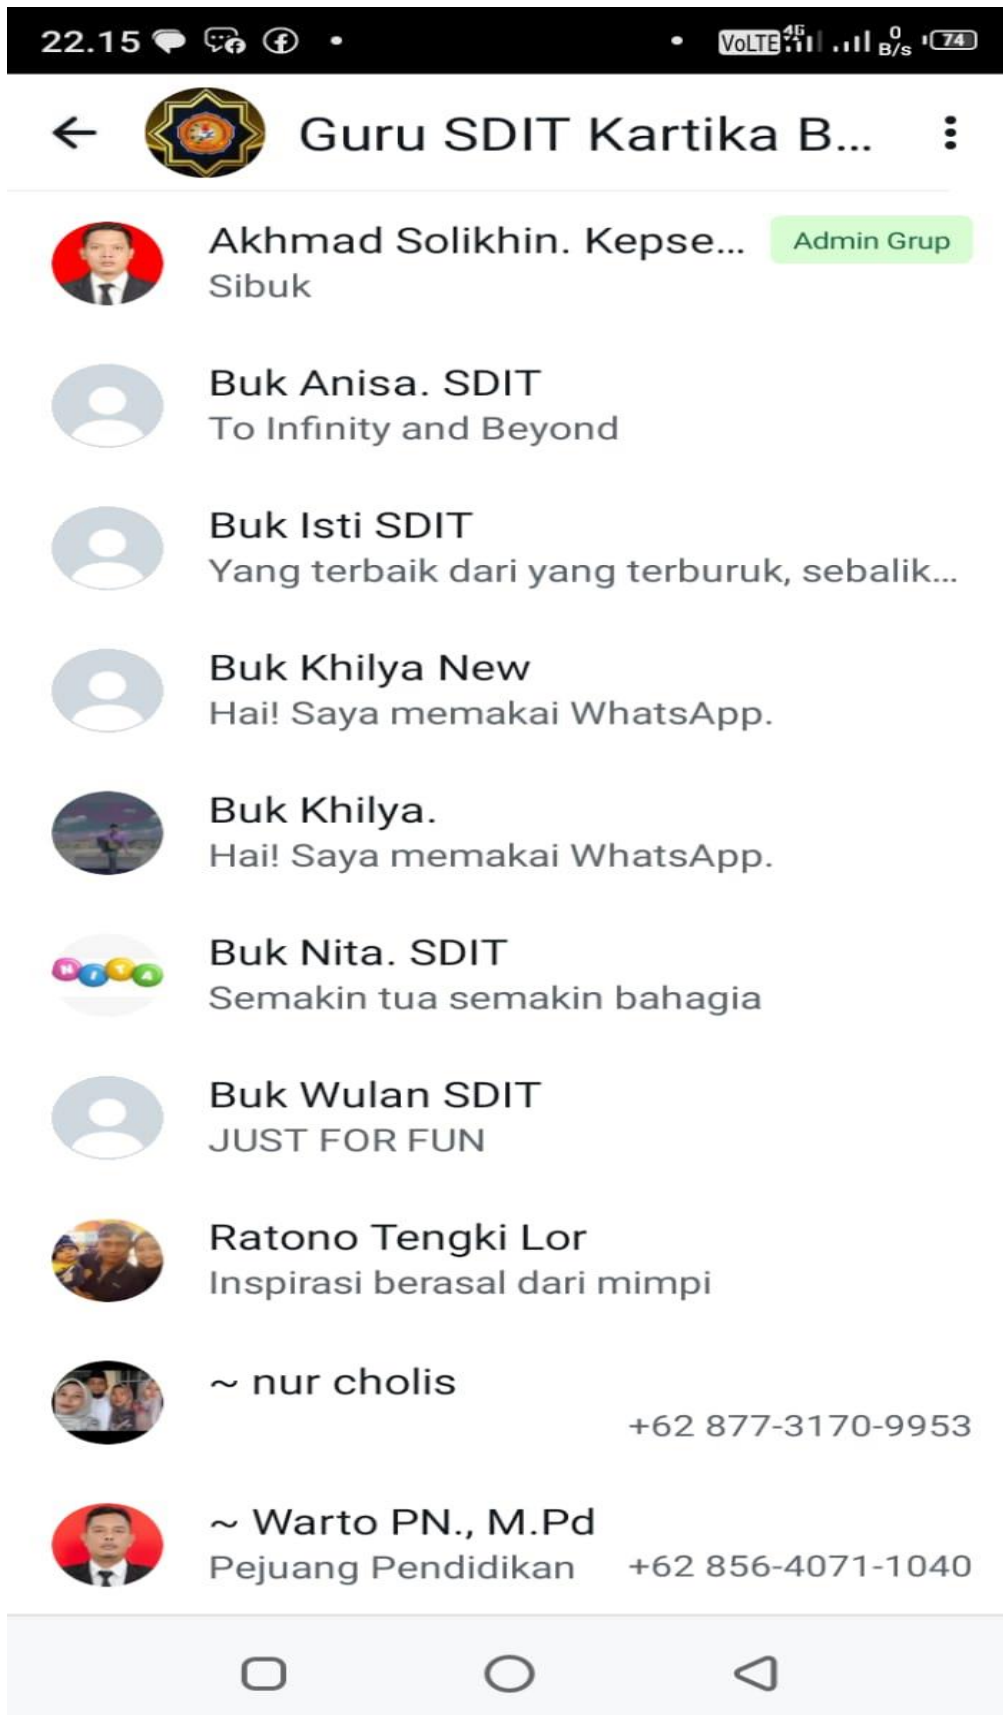 22.15 VoLTE 4G 0 B/s 74
Guru SDIT Kartika B...
Akhmad Solikhin. Kepse... Admin Grup
Sibuk
Buk Anisa. SDIT
To Infinity and Beyond
Buk Isti SDIT
Yang terbaik dari yang terburuk, sebalik...
Buk Khilya New
Hai! Saya memakai WhatsApp.
Buk Khilya.
Hai! Saya memakai WhatsApp.
NITA
Buk Nita. SDIT
Semakin tua semakin bahagia
Buk Wulan SDIT
JUST FOR FUN
Ratono Tengki Lor
Inspirasi berasal dari mimpi
~ nur cholis
+62 877-3170-9953
~ Warto PN., M.Pd
Pejuang Pendidikan +62 856-4071-1040